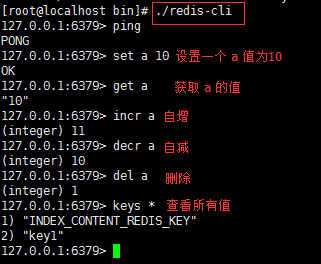 [root@localhost bin]# ./redis-cli
127.0.0.1:6379> ping
PONG
127.0.0.1:6379> set a 10 设置一个 a 值为10
OK
127.0.0.1:6379> get a 获取 a 的值
"10"
127.0.0.1:6379> incr a 自增
(integer) 11
127.0.0.1:6379> decr a 自减
(integer) 10
127.0.0.1:6379> del a 删除
(integer) 1
127.0.0.1:6379> keys * 查看所有值
1) "INDEX_CONTENT_REDIS_KEY"
2) "key1"
127.0.0.1:6379>